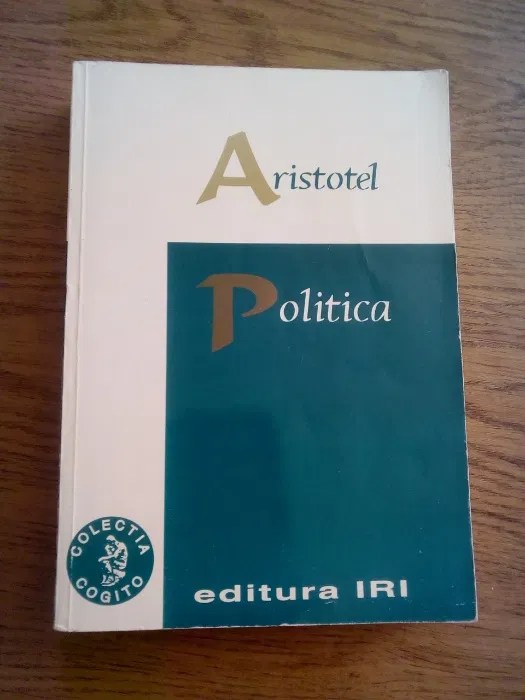 Aristotel
Politica
COLECTIA
COGITO
editura IRI